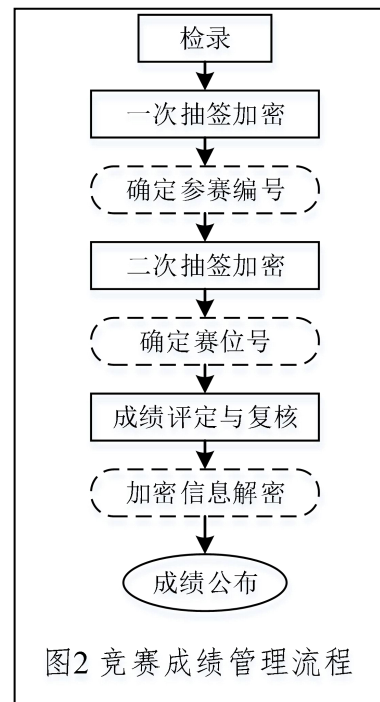 检录
一次抽签加密
确定参赛编号
二次抽签加密
确定赛位号
成绩评定与复核
加密信息解密
成绩公布
图2 竞赛成绩管理流程